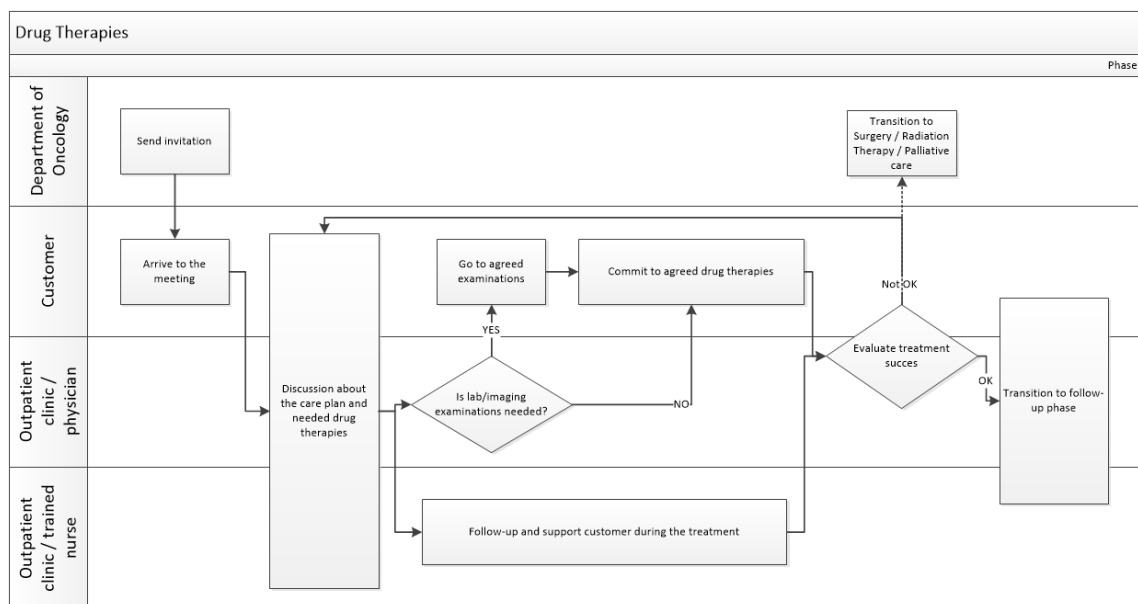 Drug Therapies
Phase
Department of
Oncology
Send invitation
Transition to
Surgery / Radiation
Therapy / Palliative
care
Customer
Arrive to the
meeting
Go to agreed
examinations
Commit to agreed drug therapies
Not OK
YES
Outpatient
clinic /
physician
Discussion about
the care plan and
needed drug
therapies
Is lab/imaging
examinations needed?
NO
Evaluate treatment
succes
OK
Transition to follow-
up phase
Outpatient
clinic / trained
nurse
Follow-up and support customer during the treatment